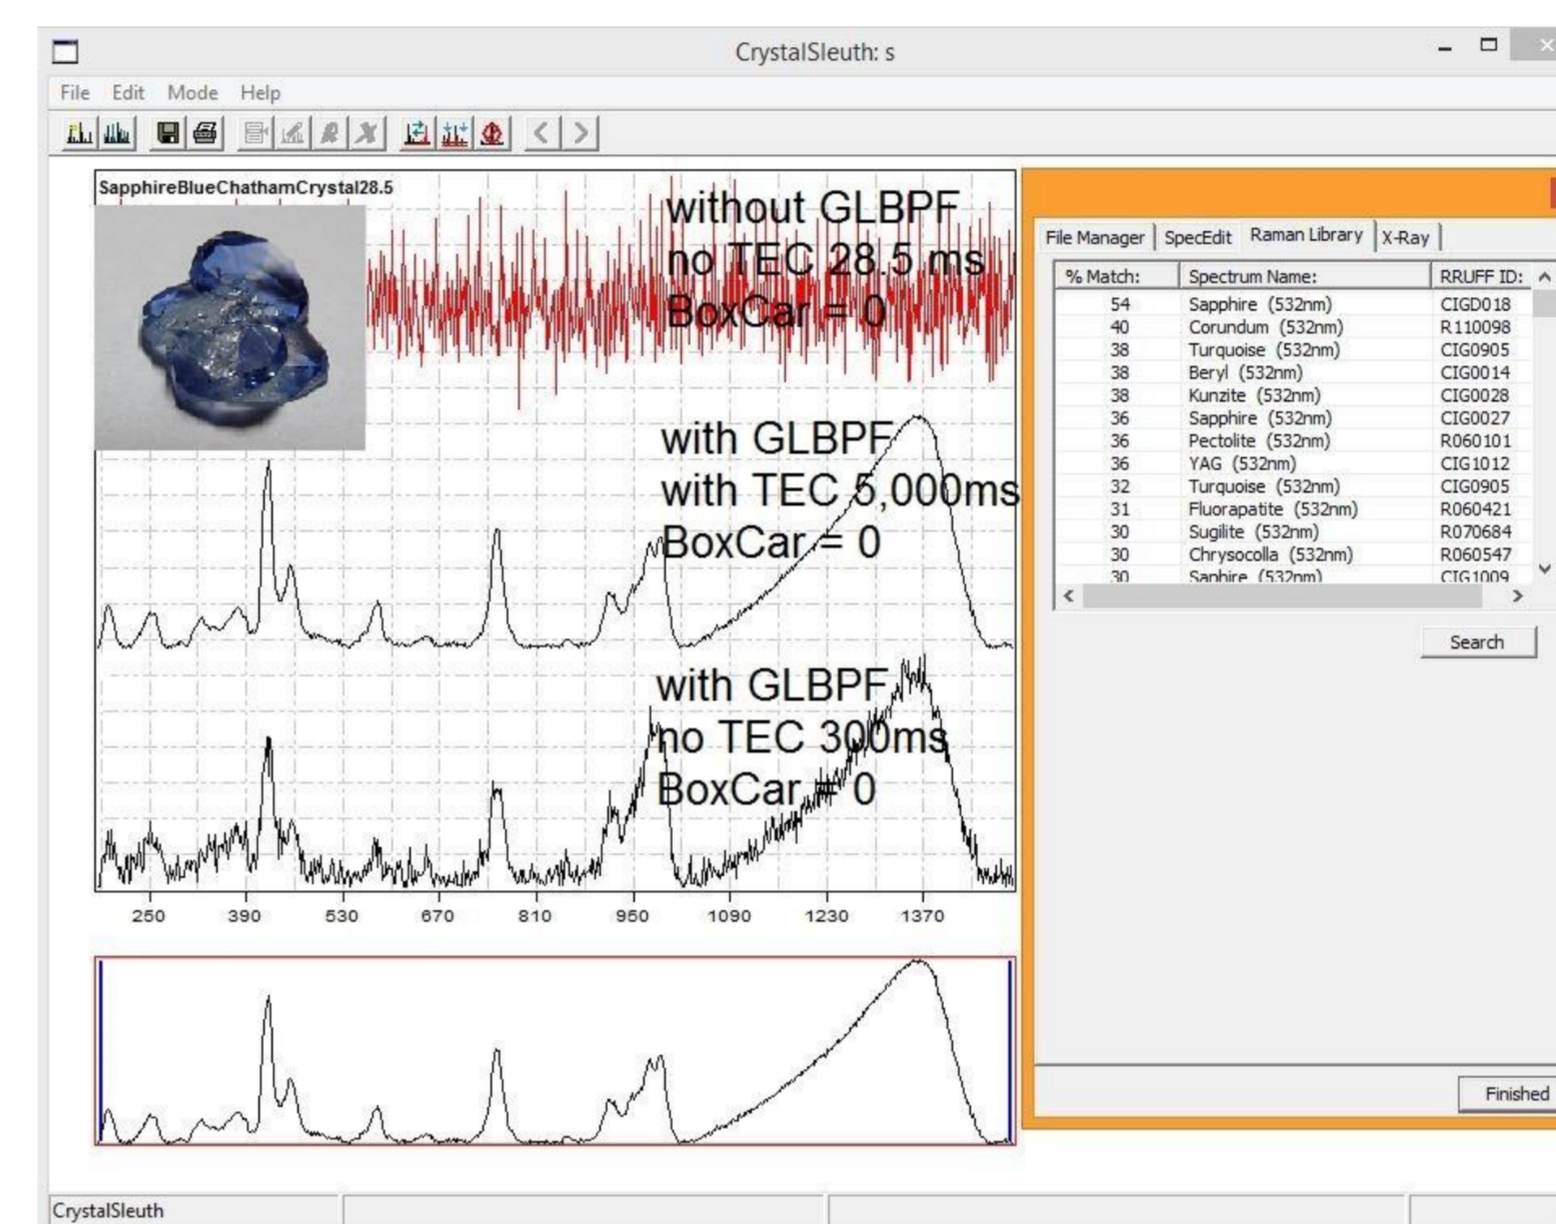 CrystalSleuth: s
File Edit Mode Help
SapphireBlueChathamCrystal28.5
without GLBPF
no TEC 28.5 ms
BoxCar = 0
with GLBPF
with TEC 5,000ms
BoxCar = 0
with GLBPF
no TEC 300ms
BoxCar = 0
250 390 530 670 810 950 1090 1230 1370
File Manager SpecEdit Raman Library X-Ray
% Match: Spectrum Name: RRUFF ID:
54 Sapphire (532nm) CIGD018
40 Corundum (532nm) R110098
38 Turquoise (532nm) CIG0905
38 Beryl (532nm) CIG0014
38 Kunzite (532nm) CIG0028
36 Sapphire (532nm) CIG0027
36 Pectolite (532nm) R060101
36 YAG (532nm) CIG1012
32 Turquoise (532nm) CIG0905
31 Fluorapatite (532nm) R060421
30 Sugilite (532nm) R070684
30 Chrysocolla (532nm) R060547
30 Saphire (532nm) CIG1009
Search
Finished
CrystalSleuth